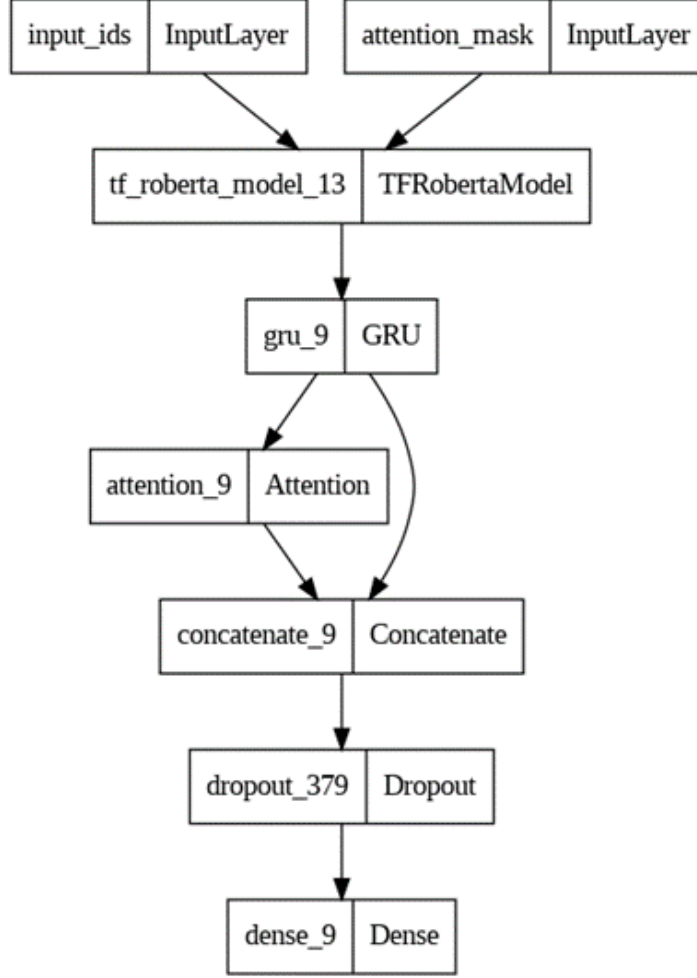 input_ids InputLayer attention_mask InputLayer
tf_roberta_model_13 TFRobertaModel
gru_9 GRU
attention_9 Attention
concatenate_9 Concatenate
dropout_379 Dropout
dense_9 Dense